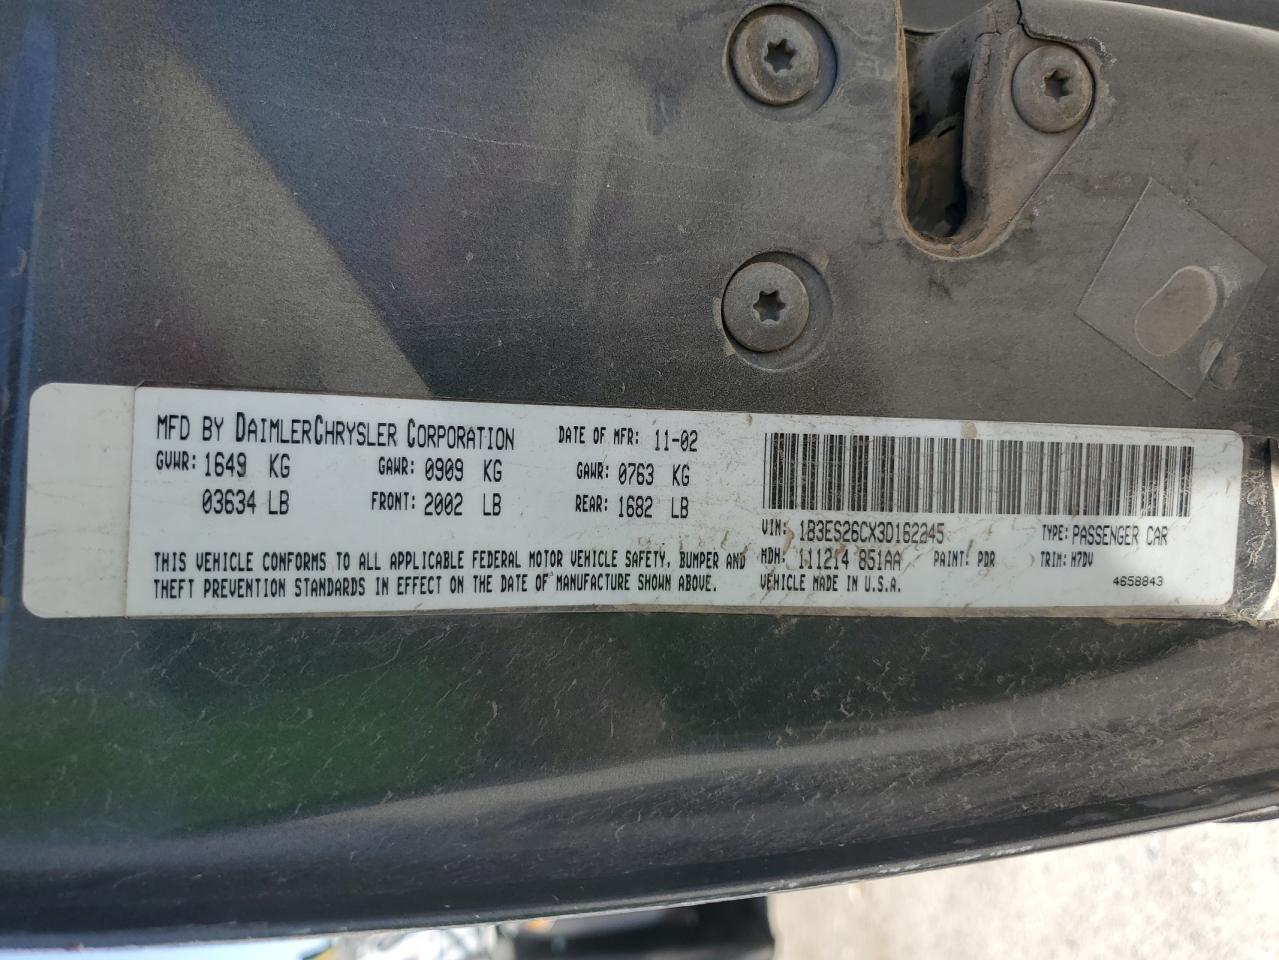 MFD BY DAIMLERCHRYSLER CORPORATION DATE OF MFR: 11-02
GVWR: 1649 KG GAWR: 0909 KG GAWR: 0763 KG
03634 LB FRONT: 2002 LB REAR: 1682 LB
VIN: 1B3ES26CX3D162245 TYPE: PASSENGER CAR
THIS VEHICLE CONFORMS TO ALL APPLICABLE FEDERAL MOTOR VEHICLE SAFETY, BUMPER AND
THEFT PREVENTION STANDARDS IN EFFECT ON THE DATE OF MANUFACTURE SHOWN ABOVE.
MDH: 111214 851AA PAINT: PDR TRIM: H7DV
VEHICLE MADE IN U.S.A. 4658843